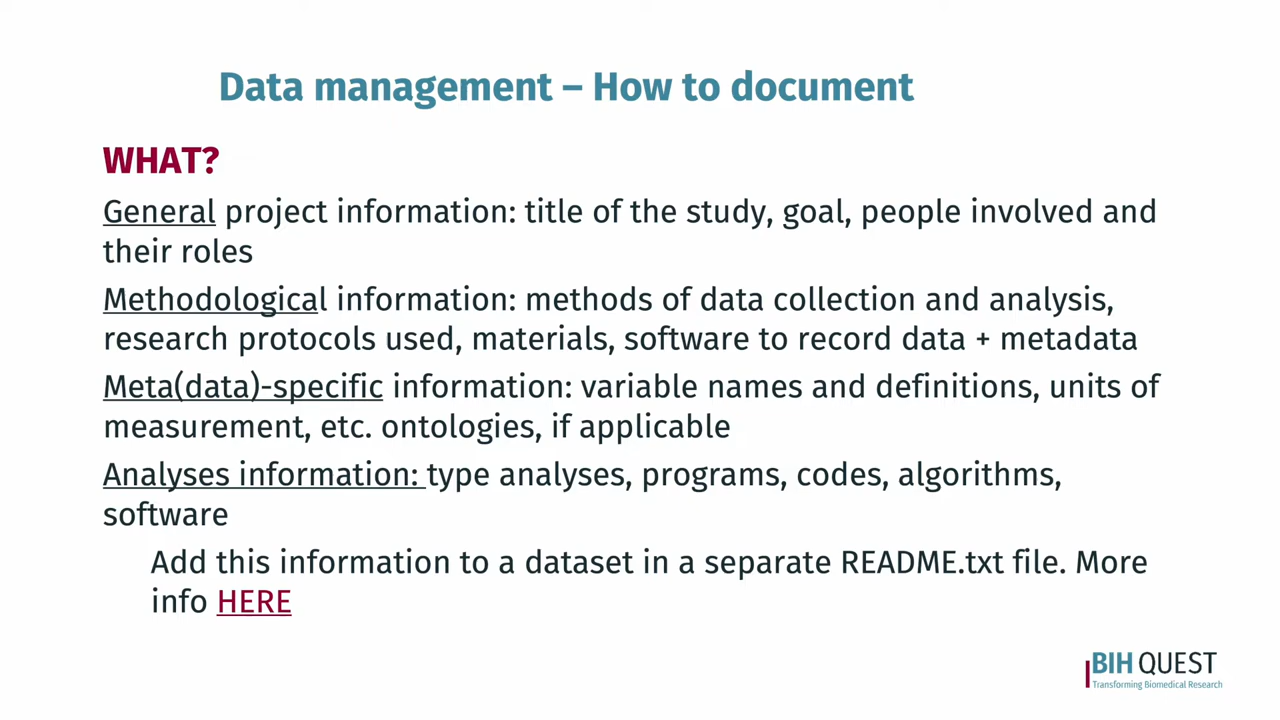 Data management – How to document
WHAT?
General project information: title of the study, goal, people involved and
their roles
Methodological information: methods of data collection and analysis,
research protocols used, materials, software to record data + metadata
Meta(data)-specific information: variable names and definitions, units of
measurement, etc. ontologies, if applicable
Analyses information: type analyses, programs, codes, algorithms,
software
Add this information to a dataset in a separate README.txt file. More
info HERE
BIH QUEST
Transforming Biomedical Research